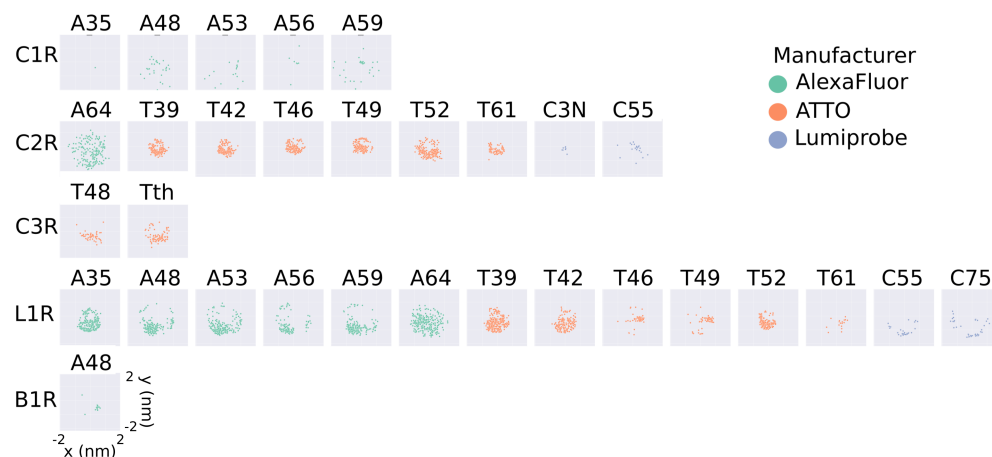 A35 A48 A53 A56 A59
C1R
Manufacturer
AlexaFluor
ATTO
Lumiprobe
A64 T39 T42 T46 T49 T52 T61 C3N C55
C2R
T48 Tth
C3R
A35 A48 A53 A56 A59 A64 T39 T42 T46 T49 T52 T61 C55 C75
L1R
A48
B1R
2
y (nm)
-2
-2 2
x (nm)